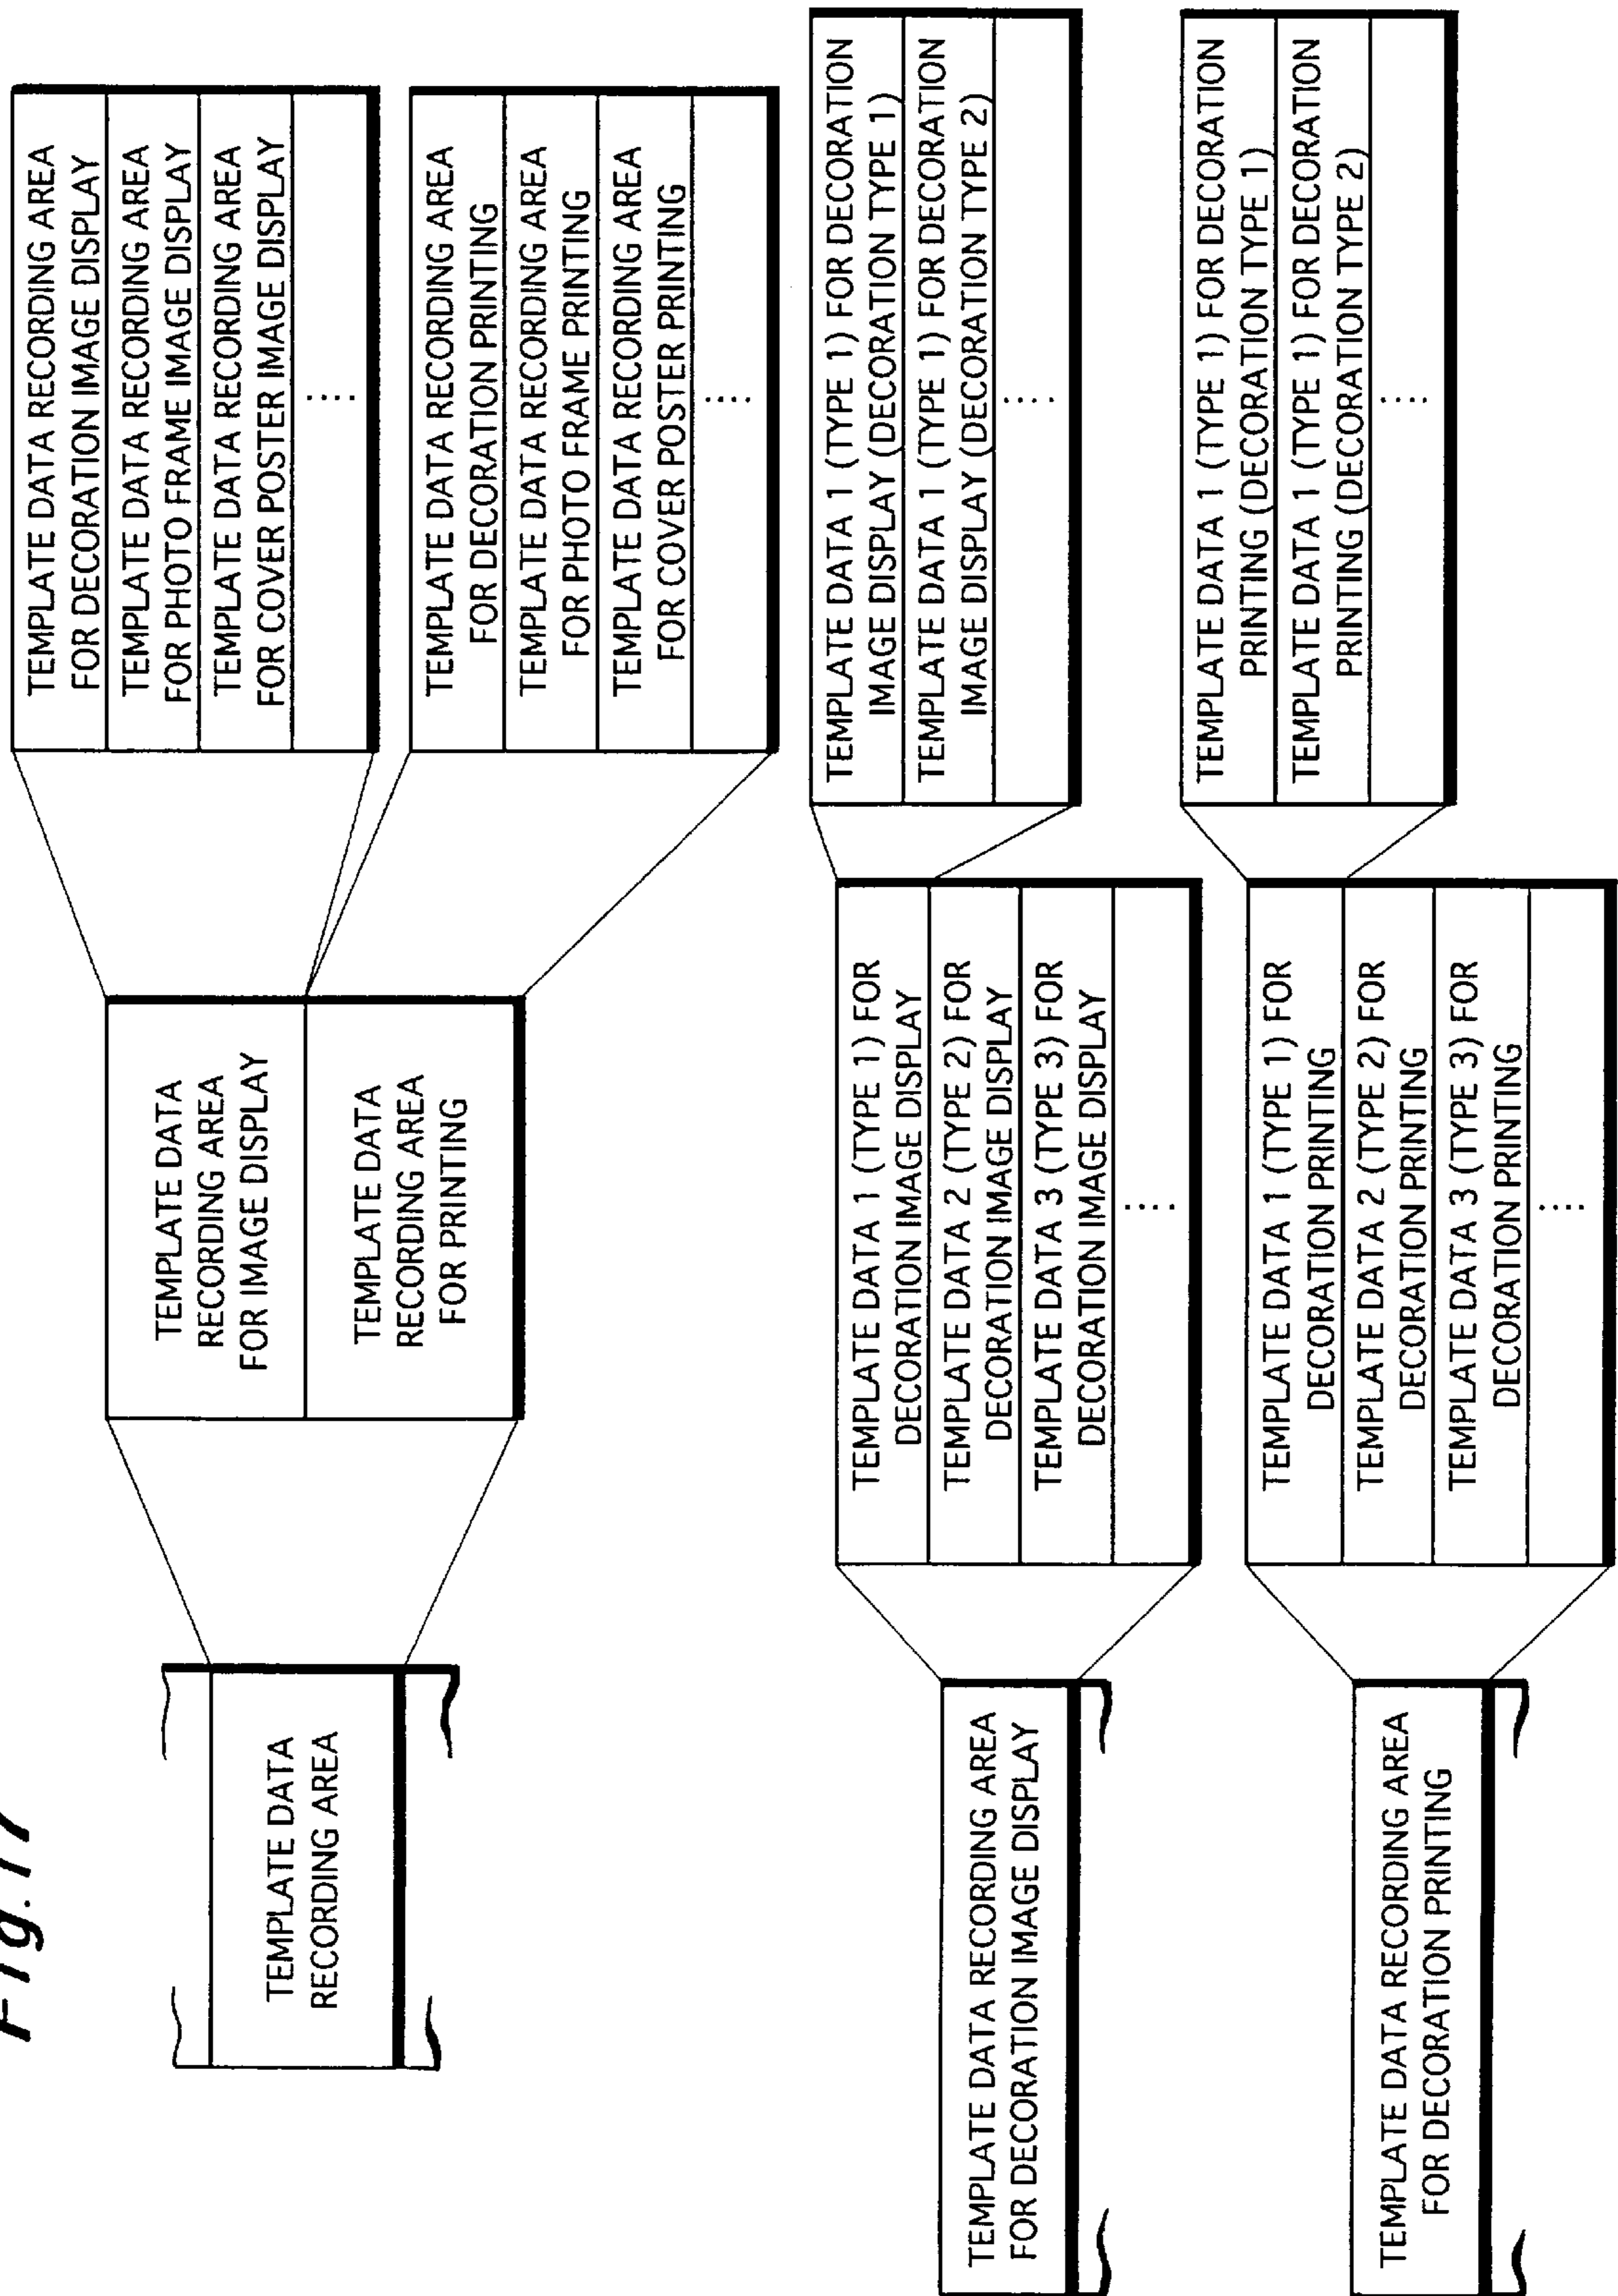 Fig.17
TEMPLATE DATA
RECORDING AREA
TEMPLATE DATA
RECORDING AREA
FOR IMAGE DISPLAY
TEMPLATE DATA
RECORDING AREA
FOR PRINTING
TEMPLATE DATA RECORDING AREA
FOR DECORATION IMAGE DISPLAY
TEMPLATE DATA RECORDING AREA
FOR PHOTO FRAME IMAGE DISPLAY
TEMPLATE DATA RECORDING AREA
FOR COVER POSTER IMAGE DISPLAY
....
TEMPLATE DATA RECORDING AREA
FOR DECORATION PRINTING
TEMPLATE DATA RECORDING AREA
FOR PHOTO FRAME PRINTING
TEMPLATE DATA RECORDING AREA
FOR COVER POSTER PRINTING
....
TEMPLATE DATA RECORDING AREA
FOR DECORATION IMAGE DISPLAY
TEMPLATE DATA 1 (TYPE 1) FOR
DECORATION IMAGE DISPLAY
TEMPLATE DATA 2 (TYPE 2) FOR
DECORATION IMAGE DISPLAY
TEMPLATE DATA 3 (TYPE 3) FOR
DECORATION IMAGE DISPLAY
....
TEMPLATE DATA 1 (TYPE 1) FOR DECORATION
IMAGE DISPLAY (DECORATION TYPE 1)
TEMPLATE DATA 1 (TYPE 1) FOR DECORATION
IMAGE DISPLAY (DECORATION TYPE 2)
....
TEMPLATE DATA RECORDING AREA
FOR DECORATION PRINTING
TEMPLATE DATA 1 (TYPE 1) FOR
DECORATION PRINTING
TEMPLATE DATA 2 (TYPE 2) FOR
DECORATION PRINTING
TEMPLATE DATA 3 (TYPE 3) FOR
DECORATION PRINTING
....
TEMPLATE DATA 1 (TYPE 1) FOR DECORATION
PRINTING (DECORATION TYPE 1)
TEMPLATE DATA 1 (TYPE 1) FOR DECORATION
PRINTING (DECORATION TYPE 2)
....